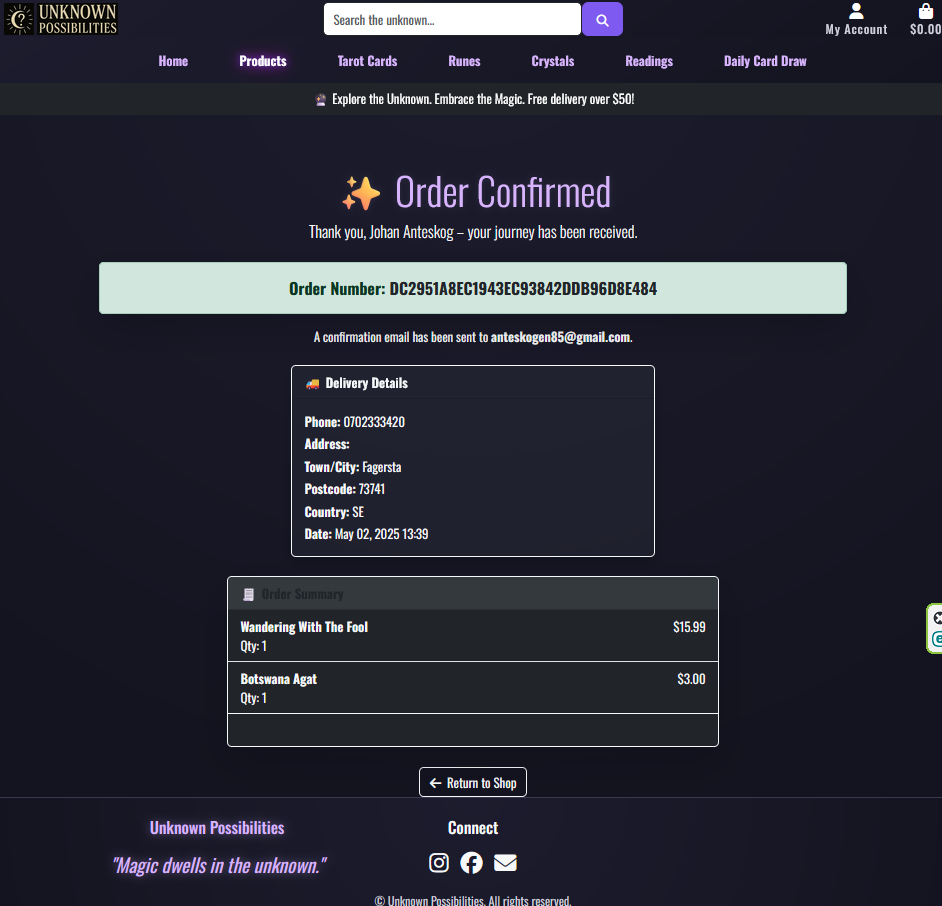 UNKNOWN
POSSIBILITIES
Search the unknown...
My Account
$0.00
Home
Products
Tarot Cards
Runes
Crystals
Readings
Daily Card Draw
🔮 Explore the Unknown. Embrace the Magic. Free delivery over $50!
✨ Order Confirmed
Thank you, Johan Anteskog – your journey has been received.
Order Number: DC2951A8EC1943EC93842DDB96D8E484
A confirmation email has been sent to anteskogen85@gmail.com.
🚚 Delivery Details
Phone: 0702333420
Address:
Town/City: Fagersta
Postcode: 73741
Country: SE
Date: May 02, 2025 13:39
🧾 Order Summary
Wandering With The Fool $15.99
Qty: 1
Botswana Agat $3.00
Qty: 1
← Return to Shop
Unknown Possibilities
"Magic dwells in the unknown."
Connect
© Unknown Possibilities. All rights reserved.